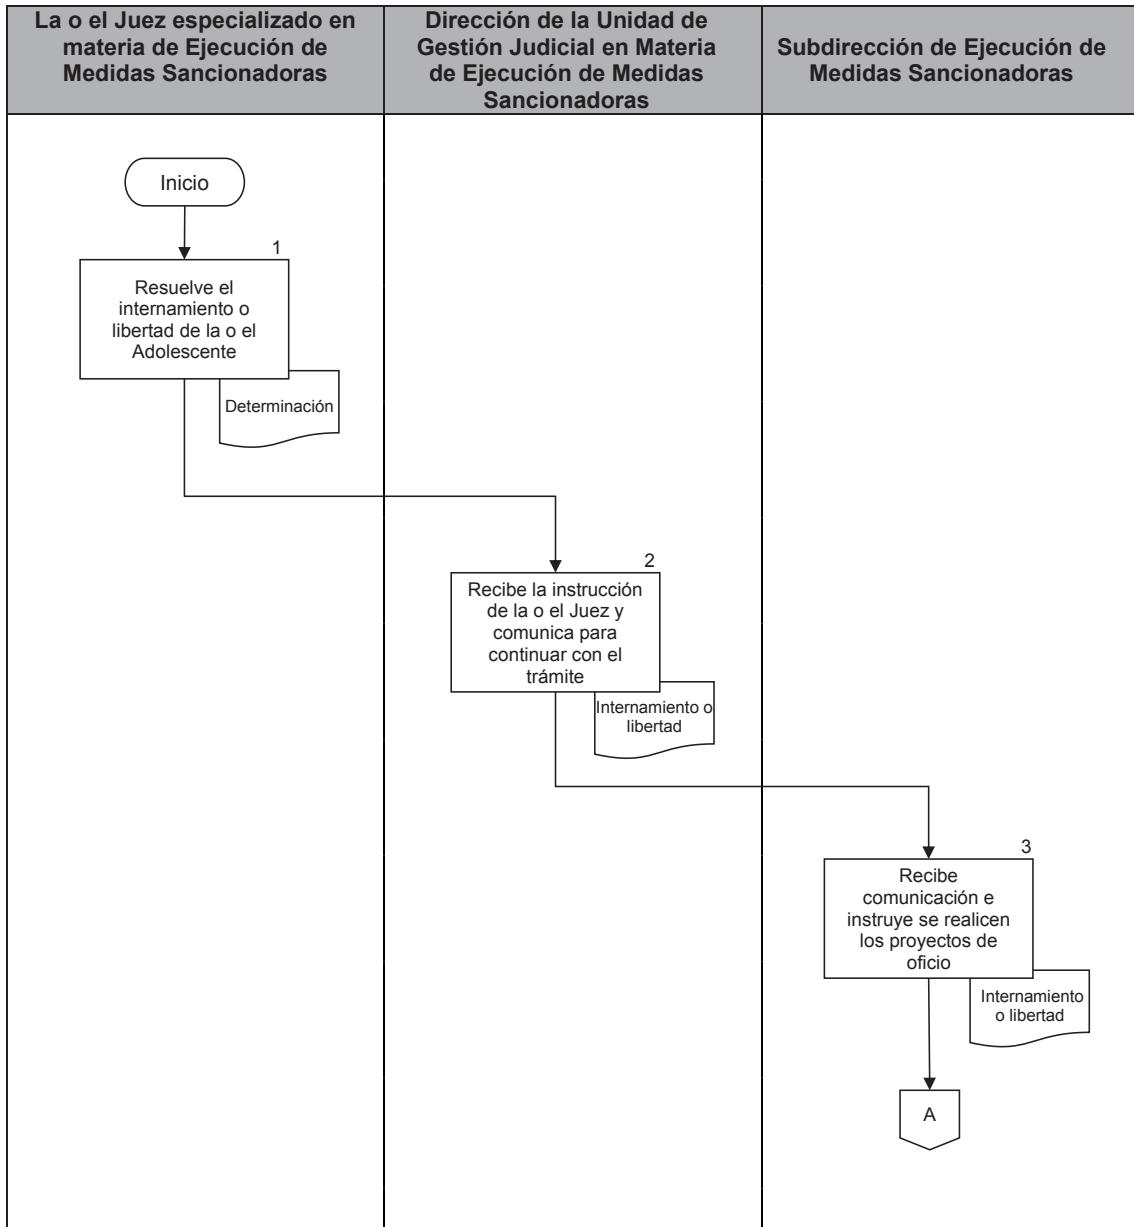 La o el Juez especializado en
materia de Ejecución de
Medidas Sancionadoras
Dirección de la Unidad de
Gestión Judicial en Materia
de Ejecución de Medidas
Sancionadoras
Subdirección de Ejecución de
Medidas Sancionadoras
Inicio
1
Resuelve el
internamiento o
libertad de la o el
Adolescente
Determinación
2
Recibe la instrucción
de la o el Juez y
comunica para
continuar con el
trámite
Internamiento o
libertad
3
Recibe
comunicación e
instruye se realicen
los proyectos de
oficio
Internamiento
o libertad
A